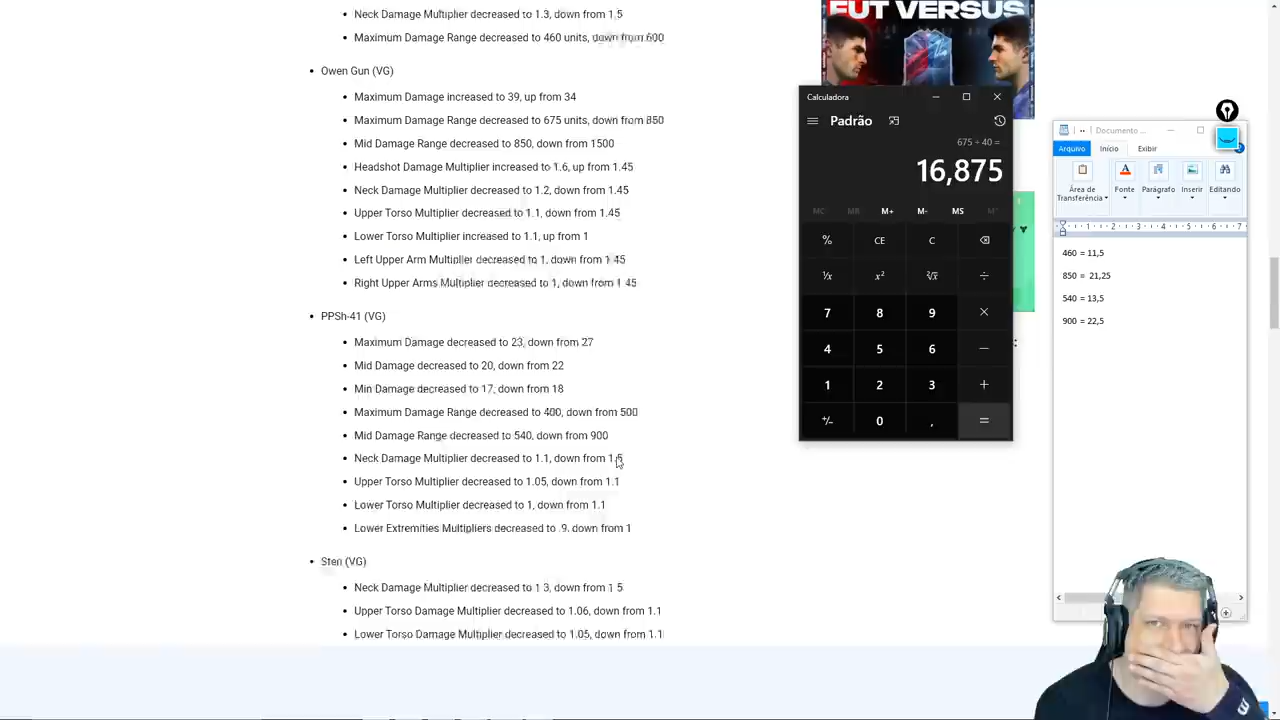 Neck Damage Multiplier decreased to 1.3, down from 1.5
Maximum Damage Range decreased to 460 units, down from 600
Owen Gun (VG)
Maximum Damage increased to 39, up from 34
Maximum Damage Range decreased to 675 units, down from 850
Mid Damage Range decreased to 850, down from 1500
Headshot Damage Multiplier increased to 1.6, up from 1.45
Neck Damage Multiplier decreased to 1.2, down from 1.45
Upper Torso Multiplier decreased to 1.1, down from 1.45
Lower Torso Multiplier increased to 1.1, up from 1
Left Upper Arm Multiplier decreased to 1, down from 1.45
Right Upper Arms Multiplier decreased to 1, down from 1.45
PPSh-41 (VG)
Maximum Damage decreased to 23, down from 27
Mid Damage decreased to 20, down from 22
Min Damage decreased to 17, down from 18
Maximum Damage Range decreased to 400, down from 500
Mid Damage Range decreased to 540, down from 900
Neck Damage Multiplier decreased to 1.1, down from 1.5
Upper Torso Multiplier decreased to 1.05, down from 1.1
Lower Torso Multiplier decreased to 1, down from 1.1
Lower Extremities Multipliers decreased to .9, down from 1
Sten (VG)
Neck Damage Multiplier decreased to 1.3, down from 1.5
Upper Torso Damage Multiplier decreased to 1.06, down from 1.1
Lower Torso Damage Multiplier decreased to 1.05, down from 1.1
FUT VERSUS
Calculadora
Padrão
675 ÷ 40 =
16,875
MC MR M+ M- MS M˅
% CE C ⌫
¹/x x² ²√x ÷
7 8 9 ×
4 5 6 −
1 2 3 +
+/- 0 , =
Documento ...
Arquivo Início Exibir
Área de Transferência Fonte Parágrafo Inserir Editando
1 2 3 4 5 6 7
460 = 11,5
850 = 21,25
540 = 13,5
900 = 22,5